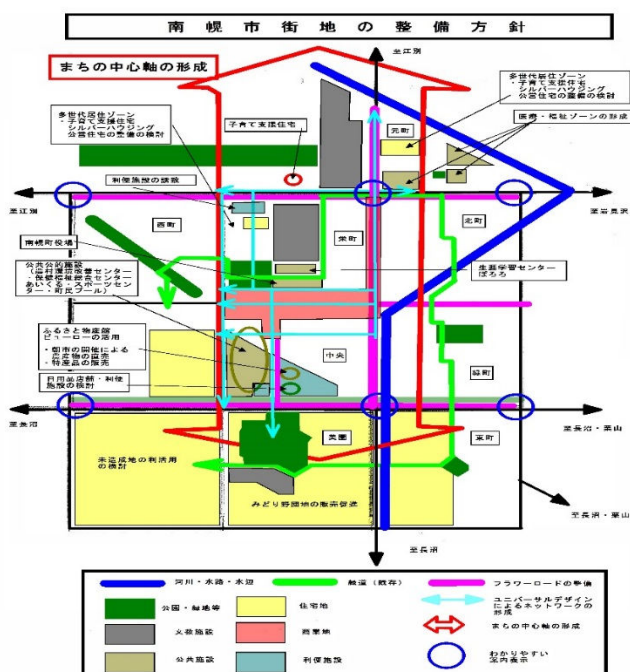 南幌市街地の整備方針
至江別
まちの中心軸の形成
多世代居住ゾーン
・子育て支援住宅
シルバーハウジング
公営住宅の整備の検討
多世代居住ゾーン
・子育て支援住宅
シルバーハウジング
公営住宅の整備の検討
子育て支援住宅
元町
医療・福祉ゾーンの形成
利便施設の誘致
至江別
至岩見沢
西町
栄町
北町
南幌町役場
公共公的施設
(農村環境改善センター
・保健福祉総合センター
あいくる・スポーツセン
ター・町民プール)
生涯学習センター
ぽろろ
ふるさと物産館
ビューローの活用
・朝市の開催による
農産物の直売
・特産品の販売
中央
日用品店舗・利便
施設の検討
緑町
至長沼
至長沼・栗山
美園
東町
未造成地の利活用
の検討
みどり野団地の販売促進
至長沼・栗山
至長沼
河川・水路・水辺
緑道(既存)
フラワーロードの整備
公園・緑地等
住宅地
ユニバーサルデザイン
によるネットワークの
形成
文教施設
商業地
まちの中心軸の形成
公共施設
利便施設
わかりやすい
案内表示